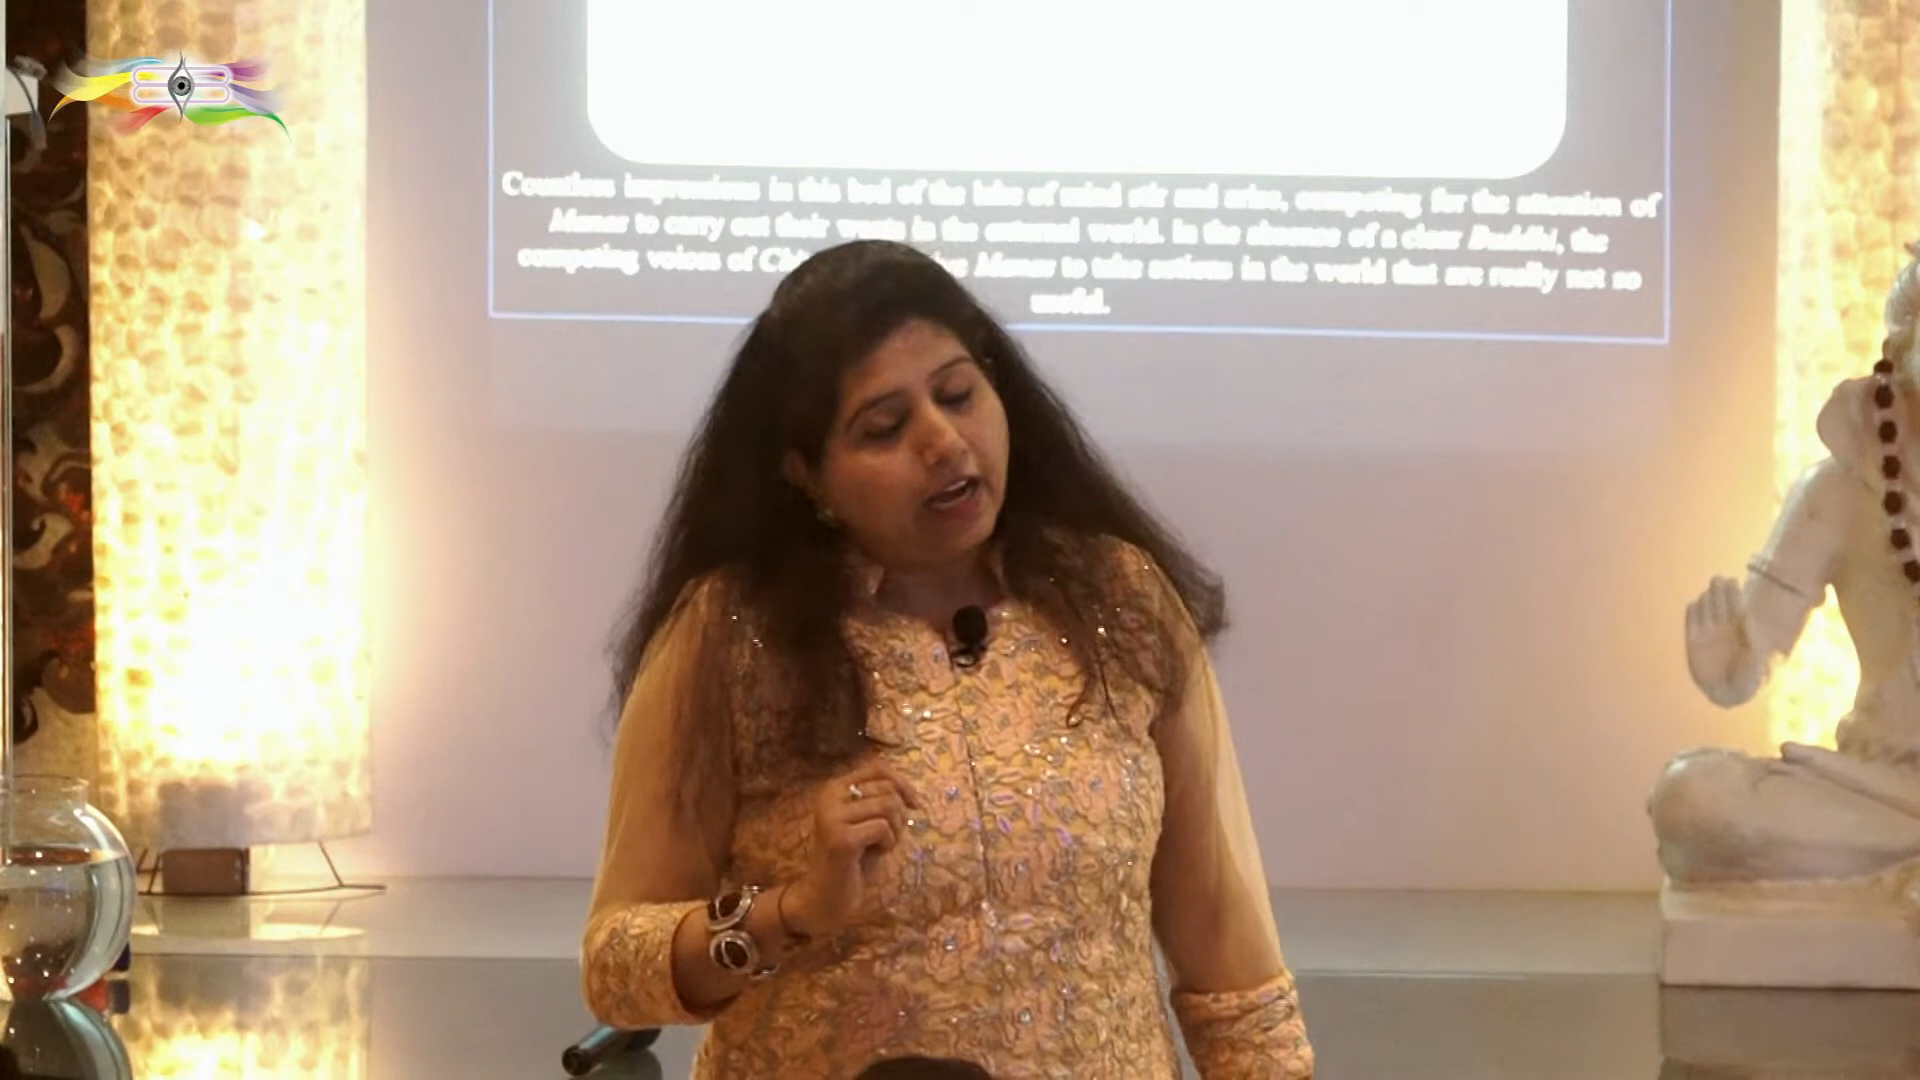 Countless impressions in this bed of the lake of mind stir and arise, competing for the attention of
Manas to carry out their wants in the external world. In the absence of a clear Buddhi, the
competing voices of Manas to take actions in the world that are really not so
useful.